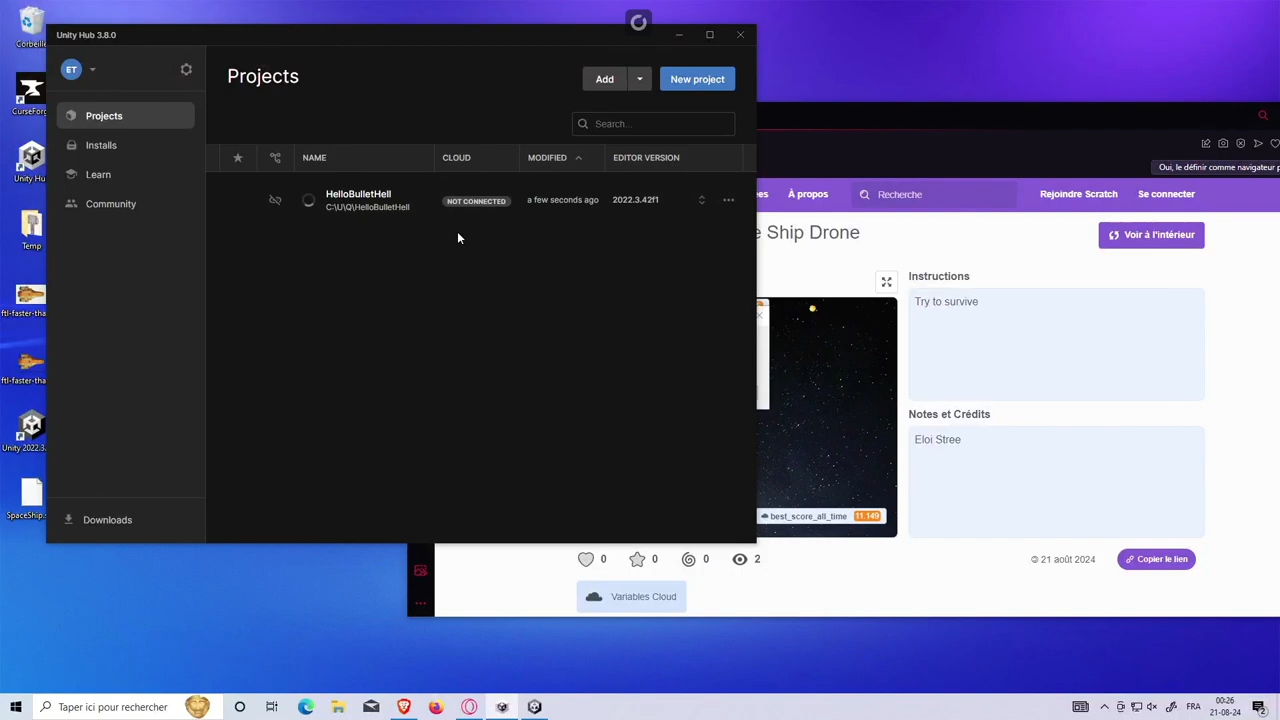 Corbeille
CurseForg
Unity Hub
Temp
ftl-faster-tha
ftl-faster-tha
Unity 2022.3
SpaceShip.s
Unity Hub 3.8.0
ET
Projects
Installs
Learn
Community
Downloads
Projects
Add
New project
Search...
NAME
CLOUD
MODIFIED
EDITOR VERSION
HelloBulletHell
C:\U\Q\HelloBulletHell
NOT CONNECTED
a few seconds ago
2022.3.42f1
Oui, le définir comme navigateur p
ées
À propos
Recherche
Rejoindre Scratch
Se connecter
e Ship Drone
Voir à l'intérieur
Instructions
Try to survive
Notes et Crédits
Eloi Stree
best_score_all_time 11.149
0
0
0
2
© 21 août 2024
Copier le lien
Variables Cloud
Taper ici pour rechercher
FRA
00:26
21-08-24
2